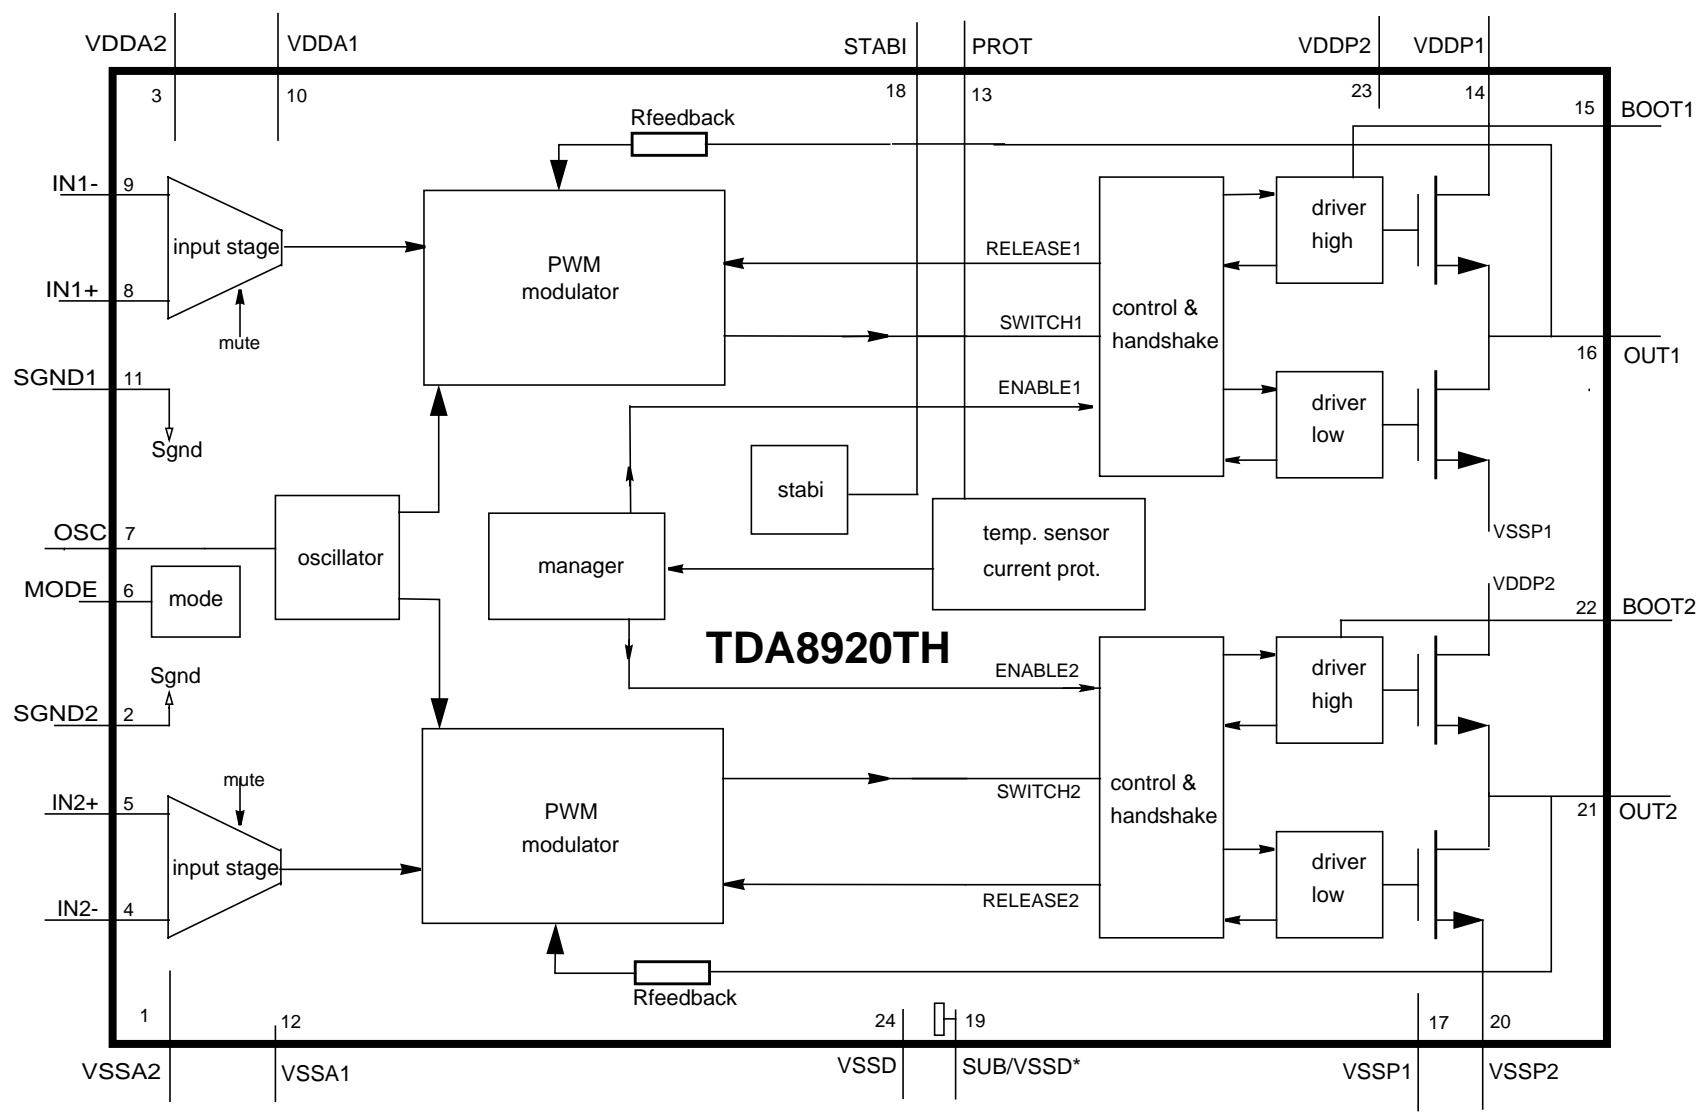 VDDA2
VDDA1
STABI
PROT
VDDP2
VDDP1
3
10
18
13
23
14
15
BOOT1
Rfeedback
IN1-
9
input stage
IN1+
8
mute
PWM
modulator
RELEASE1
SWITCH1
ENABLE1
control &
handshake
driver
high
driver
low
16
OUT1
SGND1
11
Sgnd
stabi
VSSP1
OSC
7
oscillator
manager
temp. sensor
current prot.
MODE
6
mode
VDDP2
22
BOOT2
TDA8920TH
Sgnd
SGND2
2
ENABLE2
driver
high
mute
IN2+
5
input stage
IN2-
4
PWM
modulator
SWITCH2
RELEASE2
control &
handshake
driver
low
21
OUT2
Rfeedback
1
12
24
19
17
20
VSSA2
VSSA1
VSSD
SUB/VSSD*
VSSP1
VSSP2